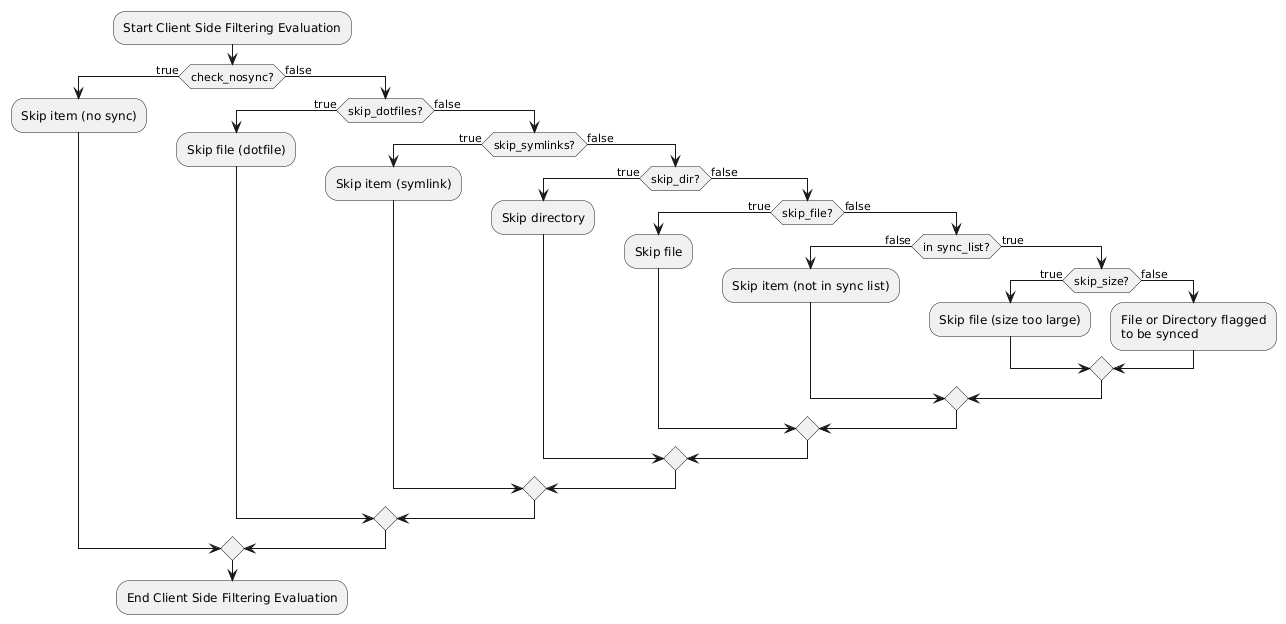 Start Client Side Filtering Evaluation
true
check_nosync?
false
Skip item (no sync)
true
skip_dotfiles?
false
Skip file (dotfile)
true
skip_symlinks?
false
Skip item (symlink)
true
skip_dir?
false
Skip directory
true
skip_file?
false
Skip file
false
in sync_list?
true
Skip item (not in sync list)
true
skip_size?
false
Skip file (size too large)
File or Directory flagged
to be synced
End Client Side Filtering Evaluation